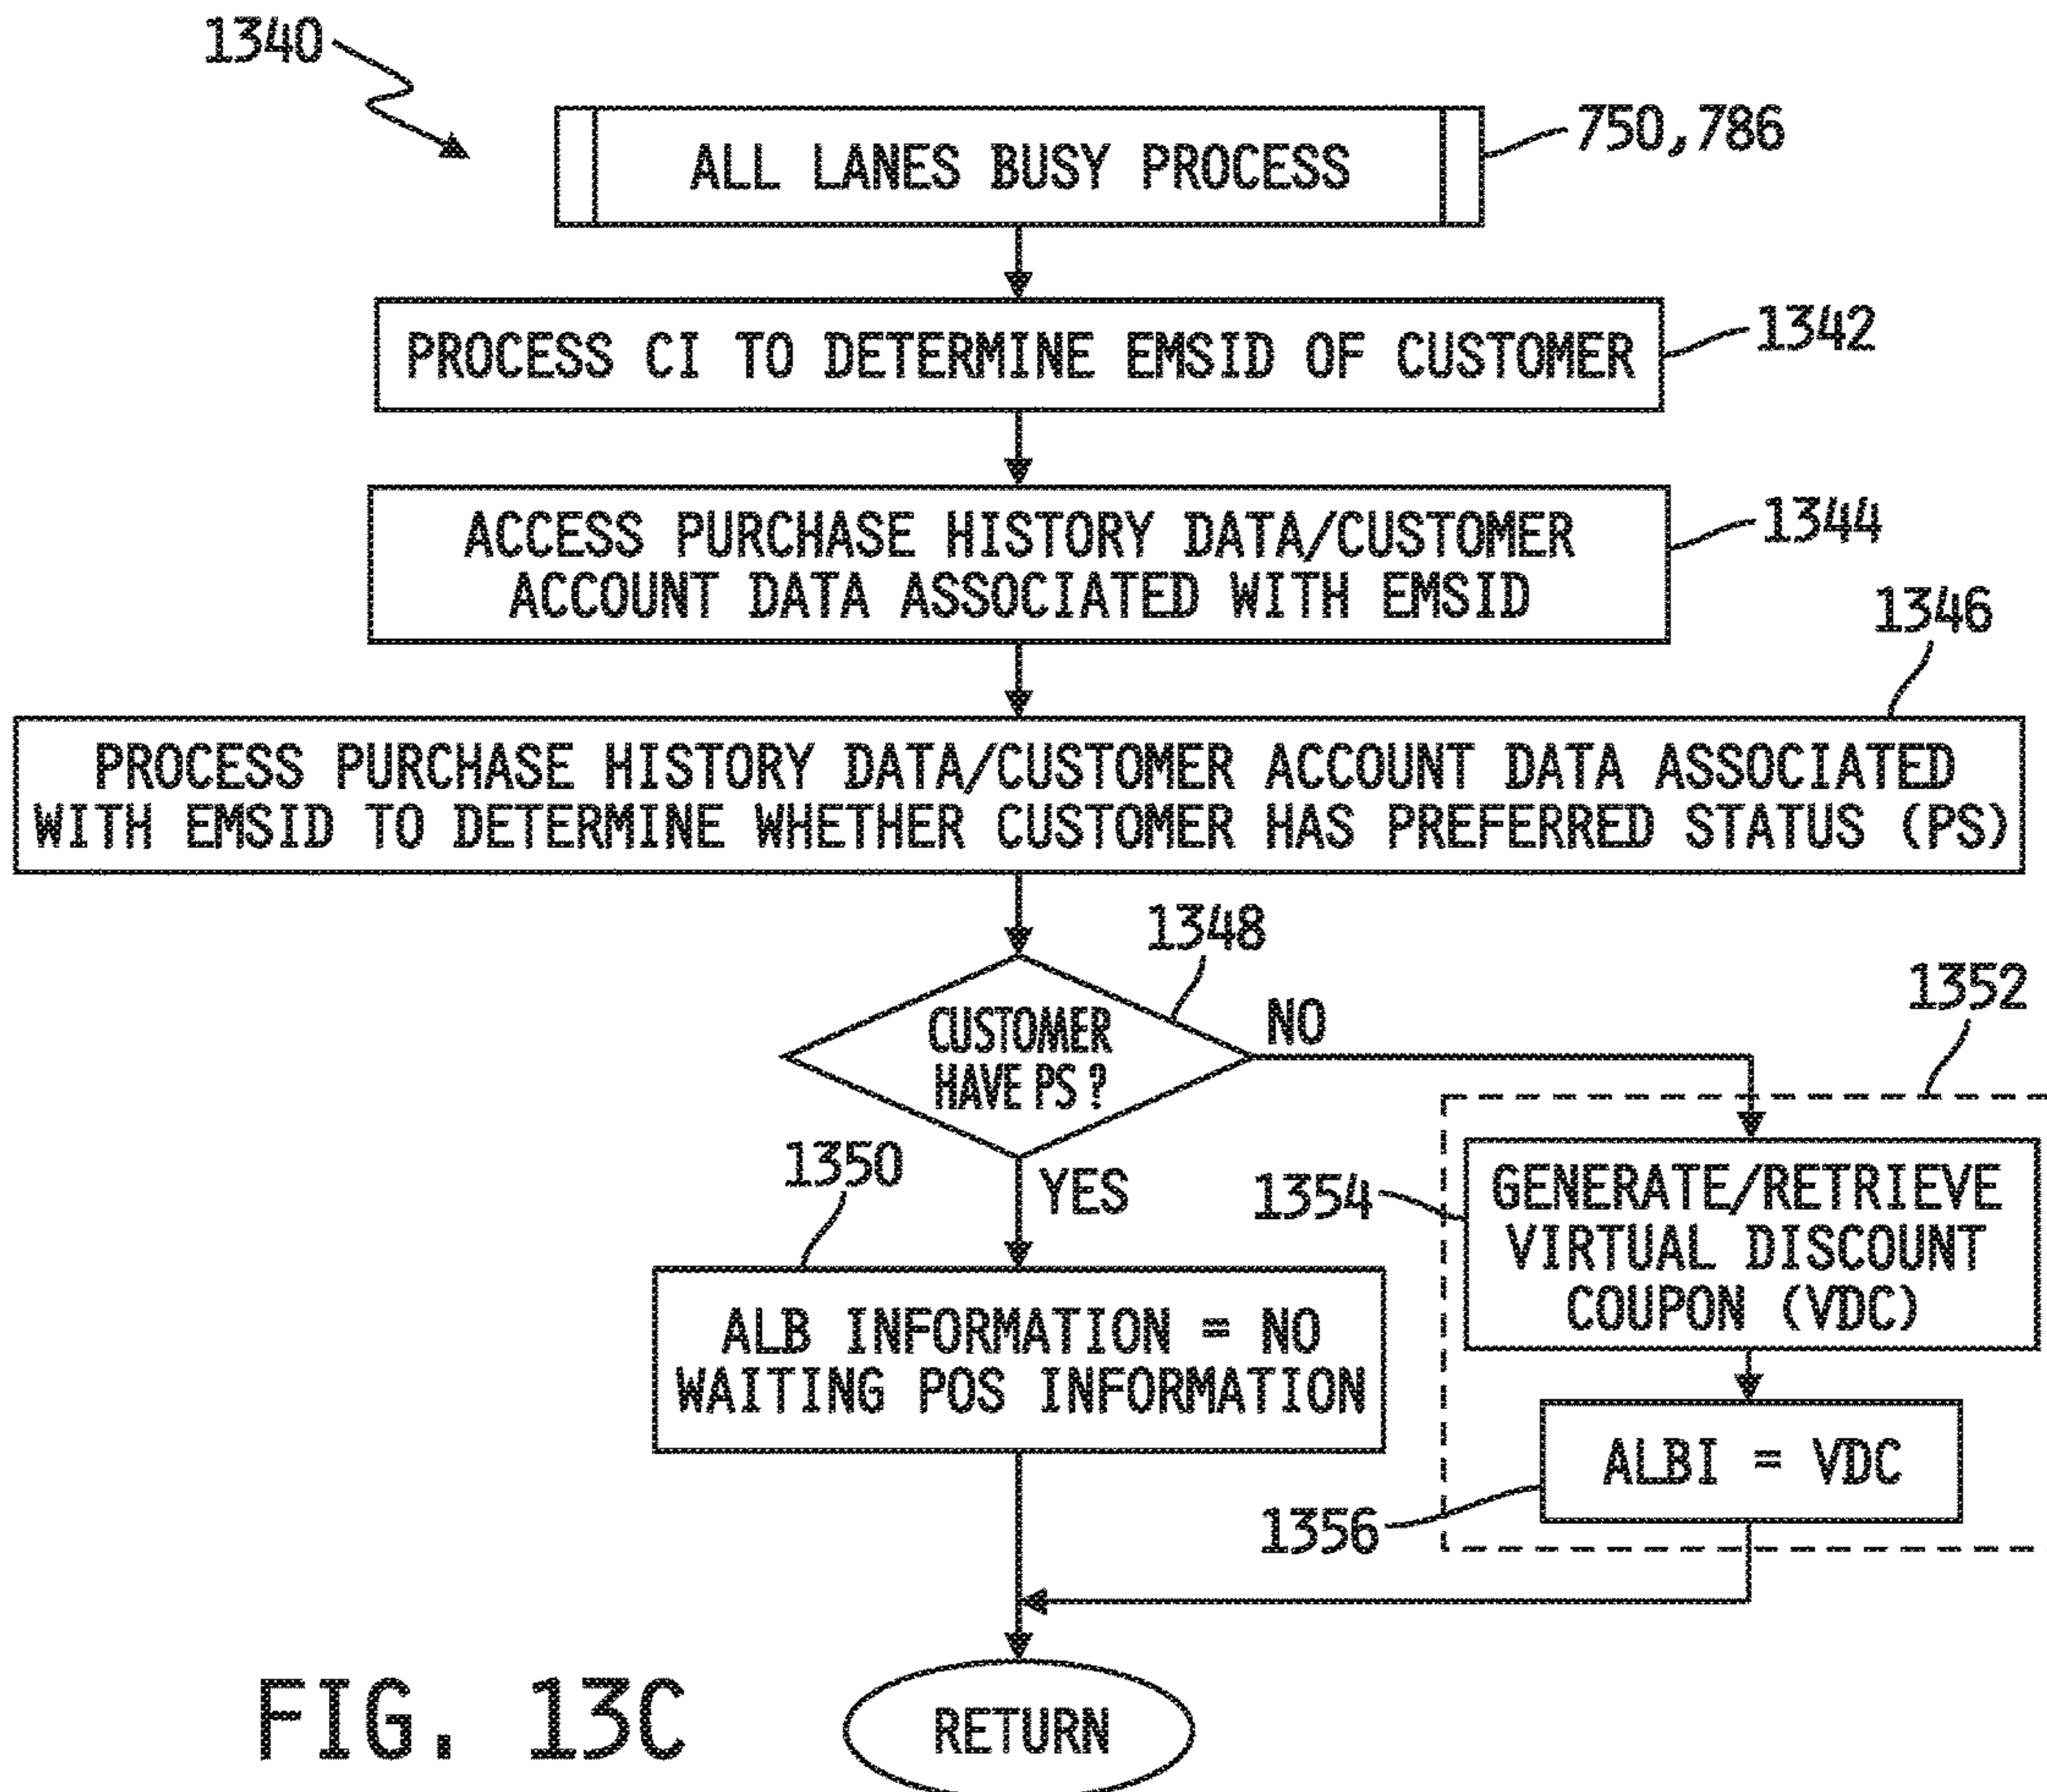 1340
ALL LANES BUSY PROCESS
750,786
PROCESS CI TO DETERMINE EMSID OF CUSTOMER
1342
ACCESS PURCHASE HISTORY DATA/CUSTOMER
ACCOUNT DATA ASSOCIATED WITH EMSID
1344
1346
PROCESS PURCHASE HISTORY DATA/CUSTOMER ACCOUNT DATA ASSOCIATED
WITH EMSID TO DETERMINE WHETHER CUSTOMER HAS PREFERRED STATUS (PS)
1348
CUSTOMER
HAVE PS?
NO
YES
1350
ALB INFORMATION = NO
WAITING POS INFORMATION
1352
1354
GENERATE/RETRIEVE
VIRTUAL DISCOUNT
COUPON (VDC)
ALBI = VDC
1356
RETURN
FIG. 13C